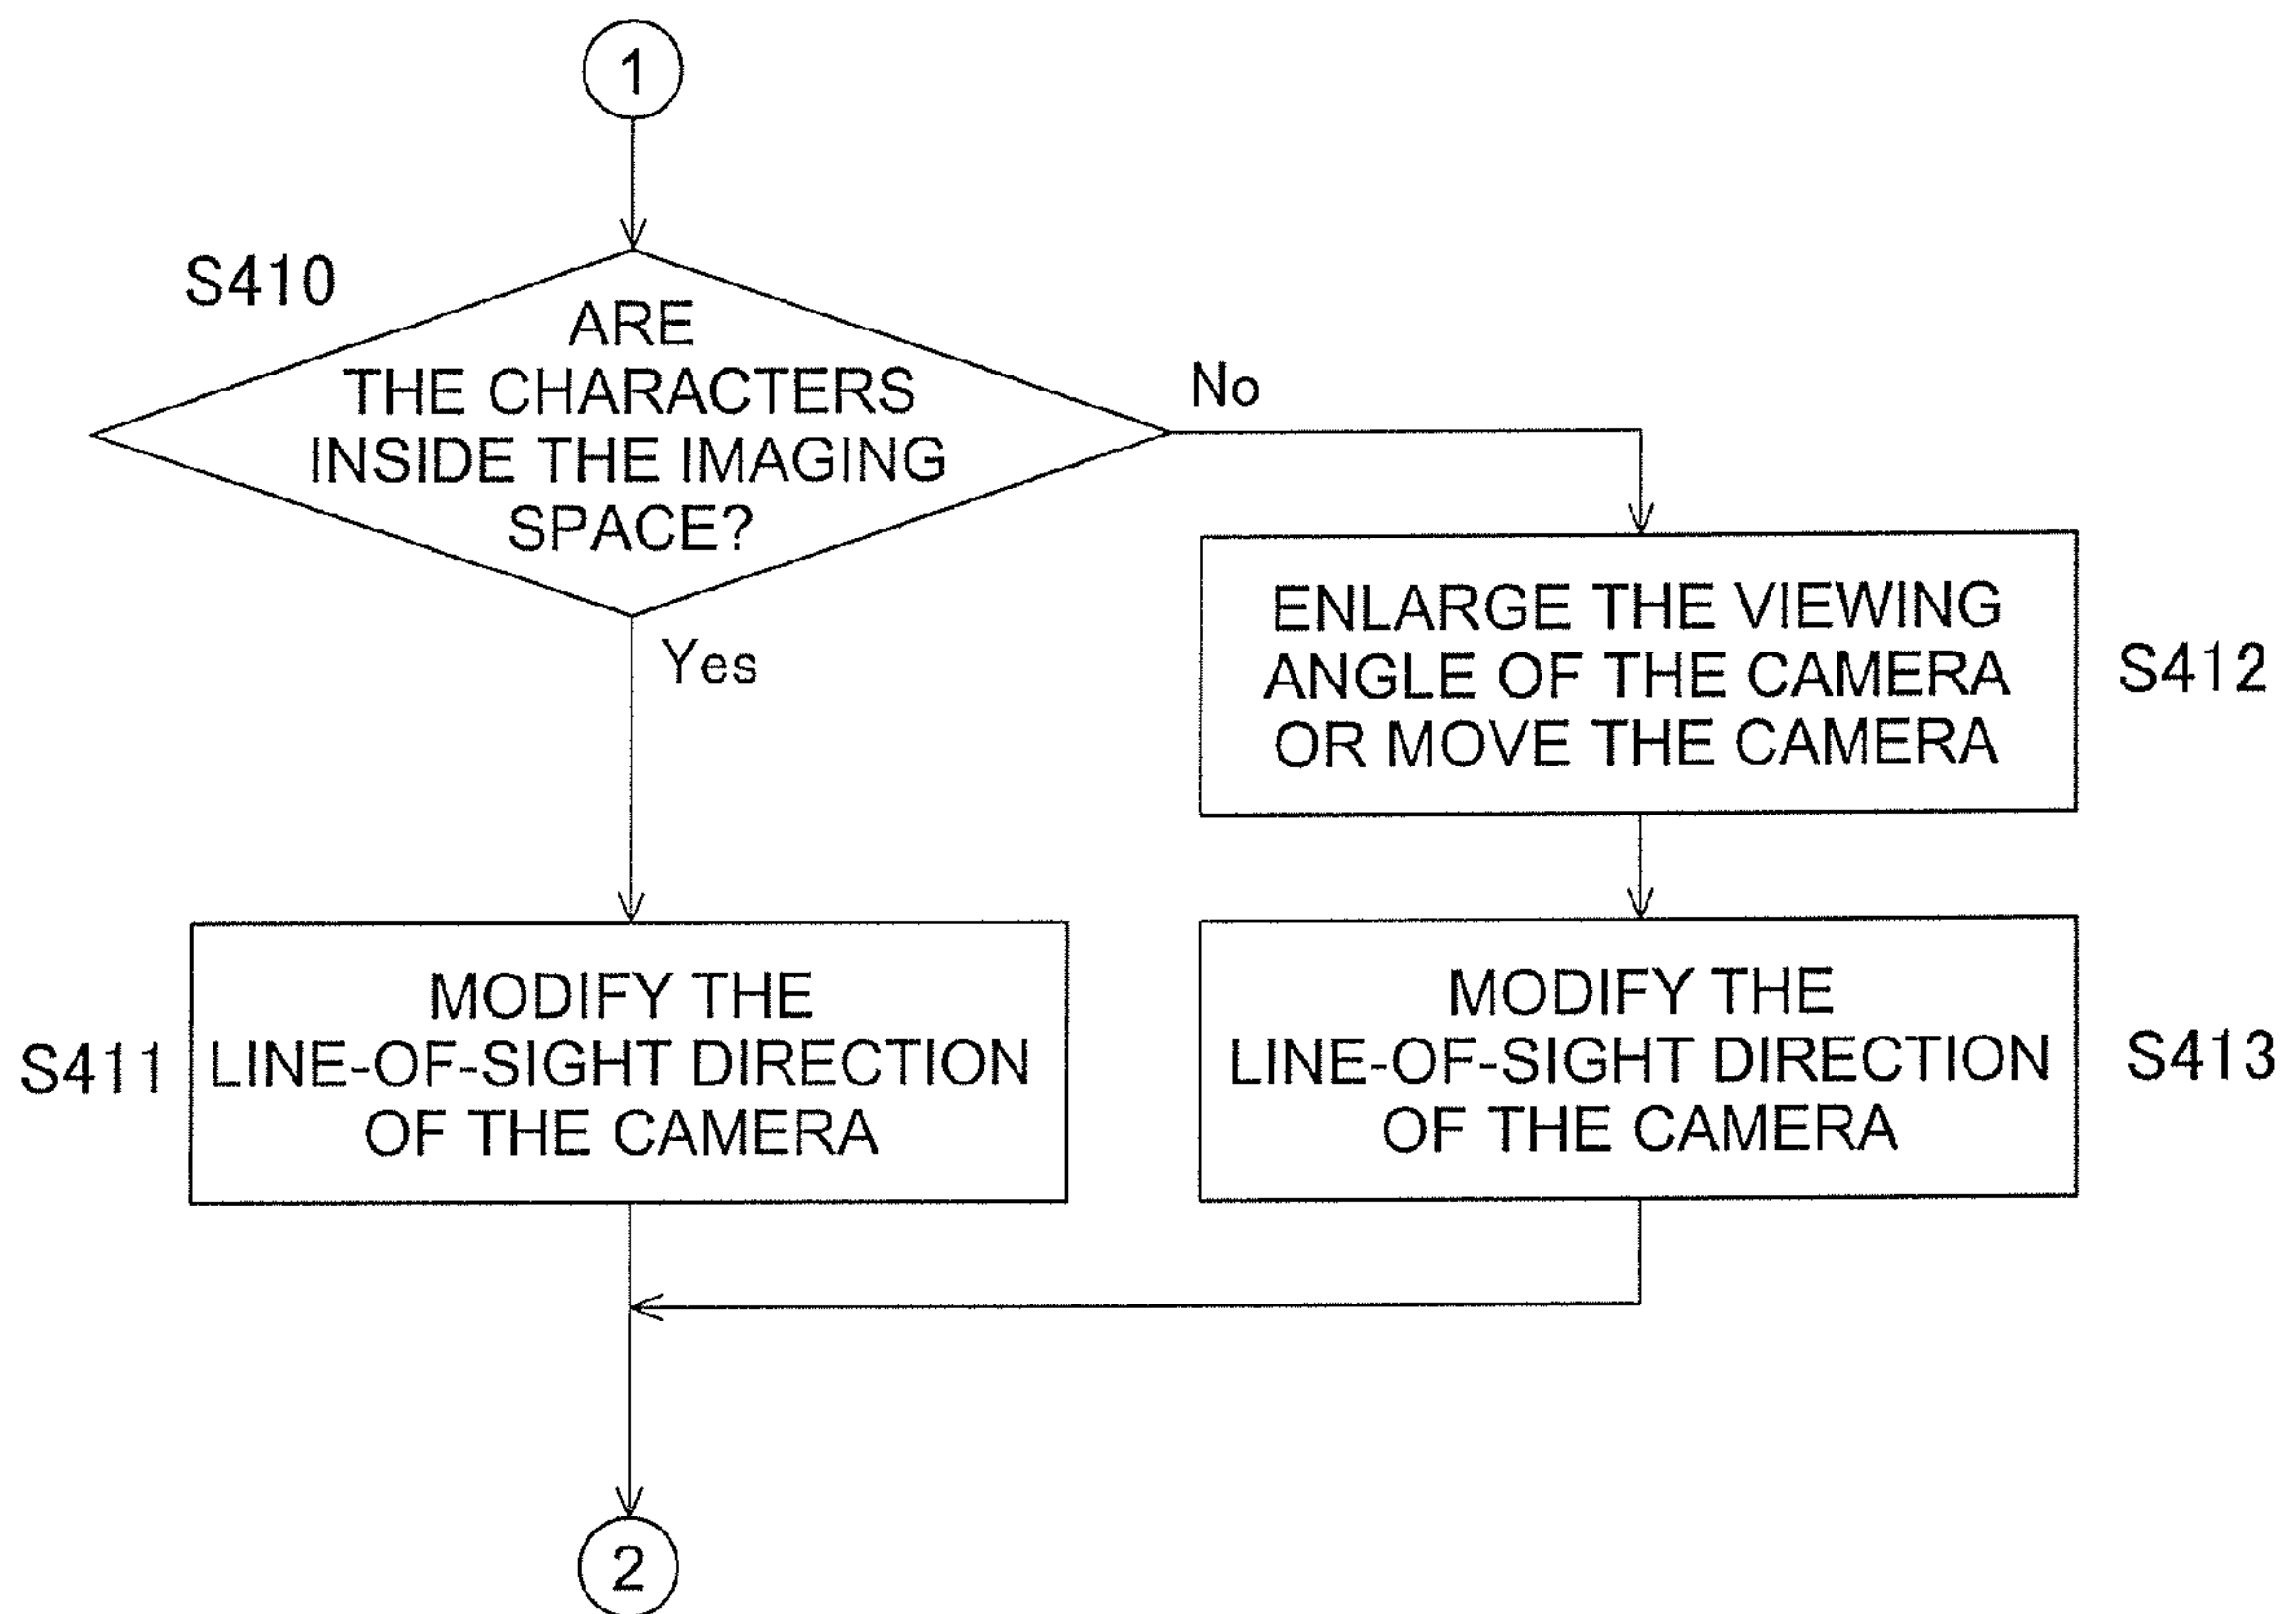 1
S410
ARE
THE CHARACTERS
INSIDE THE IMAGING
SPACE?
No
Yes
ENLARGE THE VIEWING
ANGLE OF THE CAMERA
OR MOVE THE CAMERA
S412
S411
MODIFY THE
LINE-OF-SIGHT DIRECTION
OF THE CAMERA
MODIFY THE
LINE-OF-SIGHT DIRECTION
OF THE CAMERA
S413
2